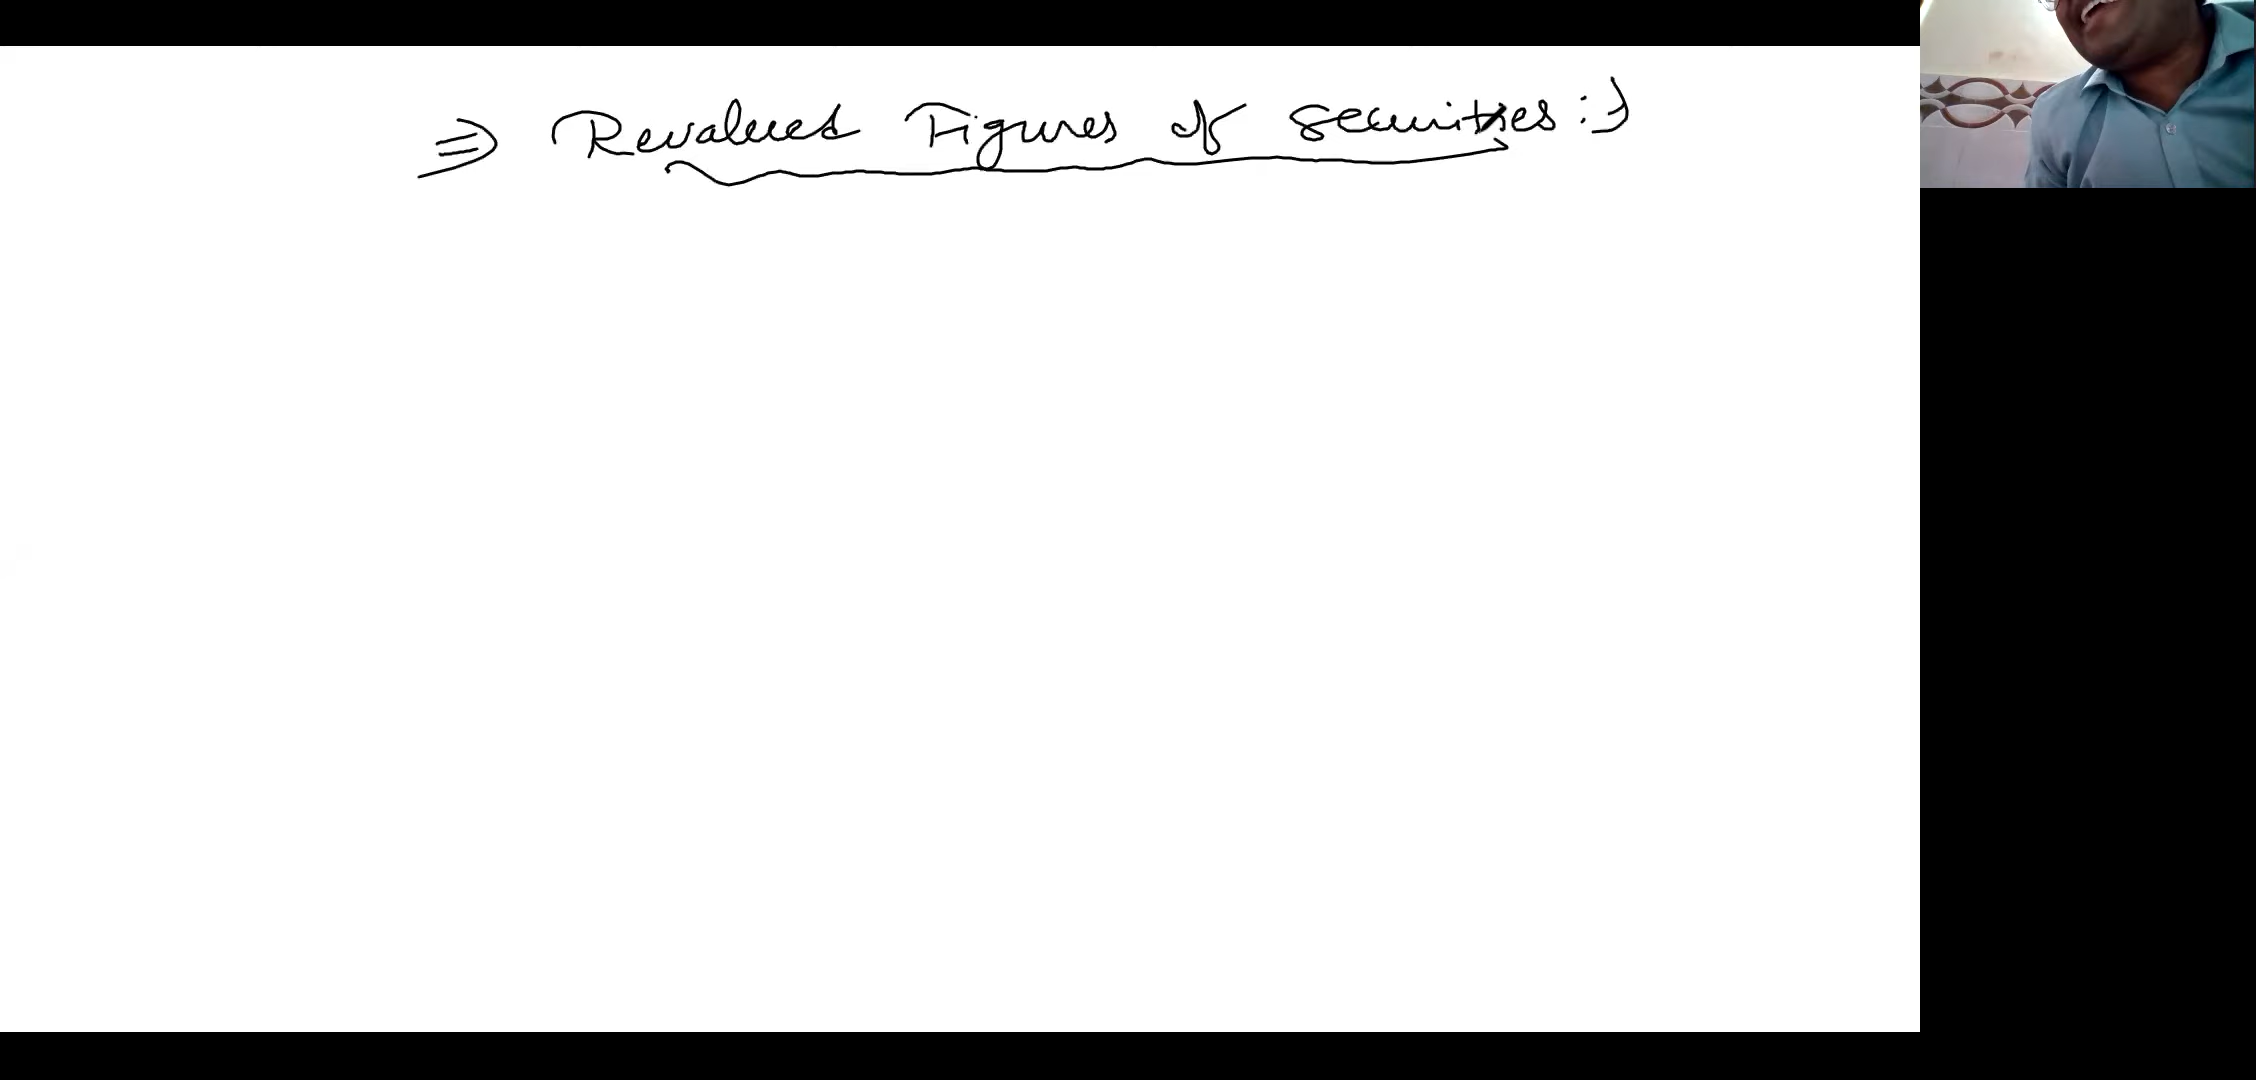 ⇒ Revalued Figures of Securities :→